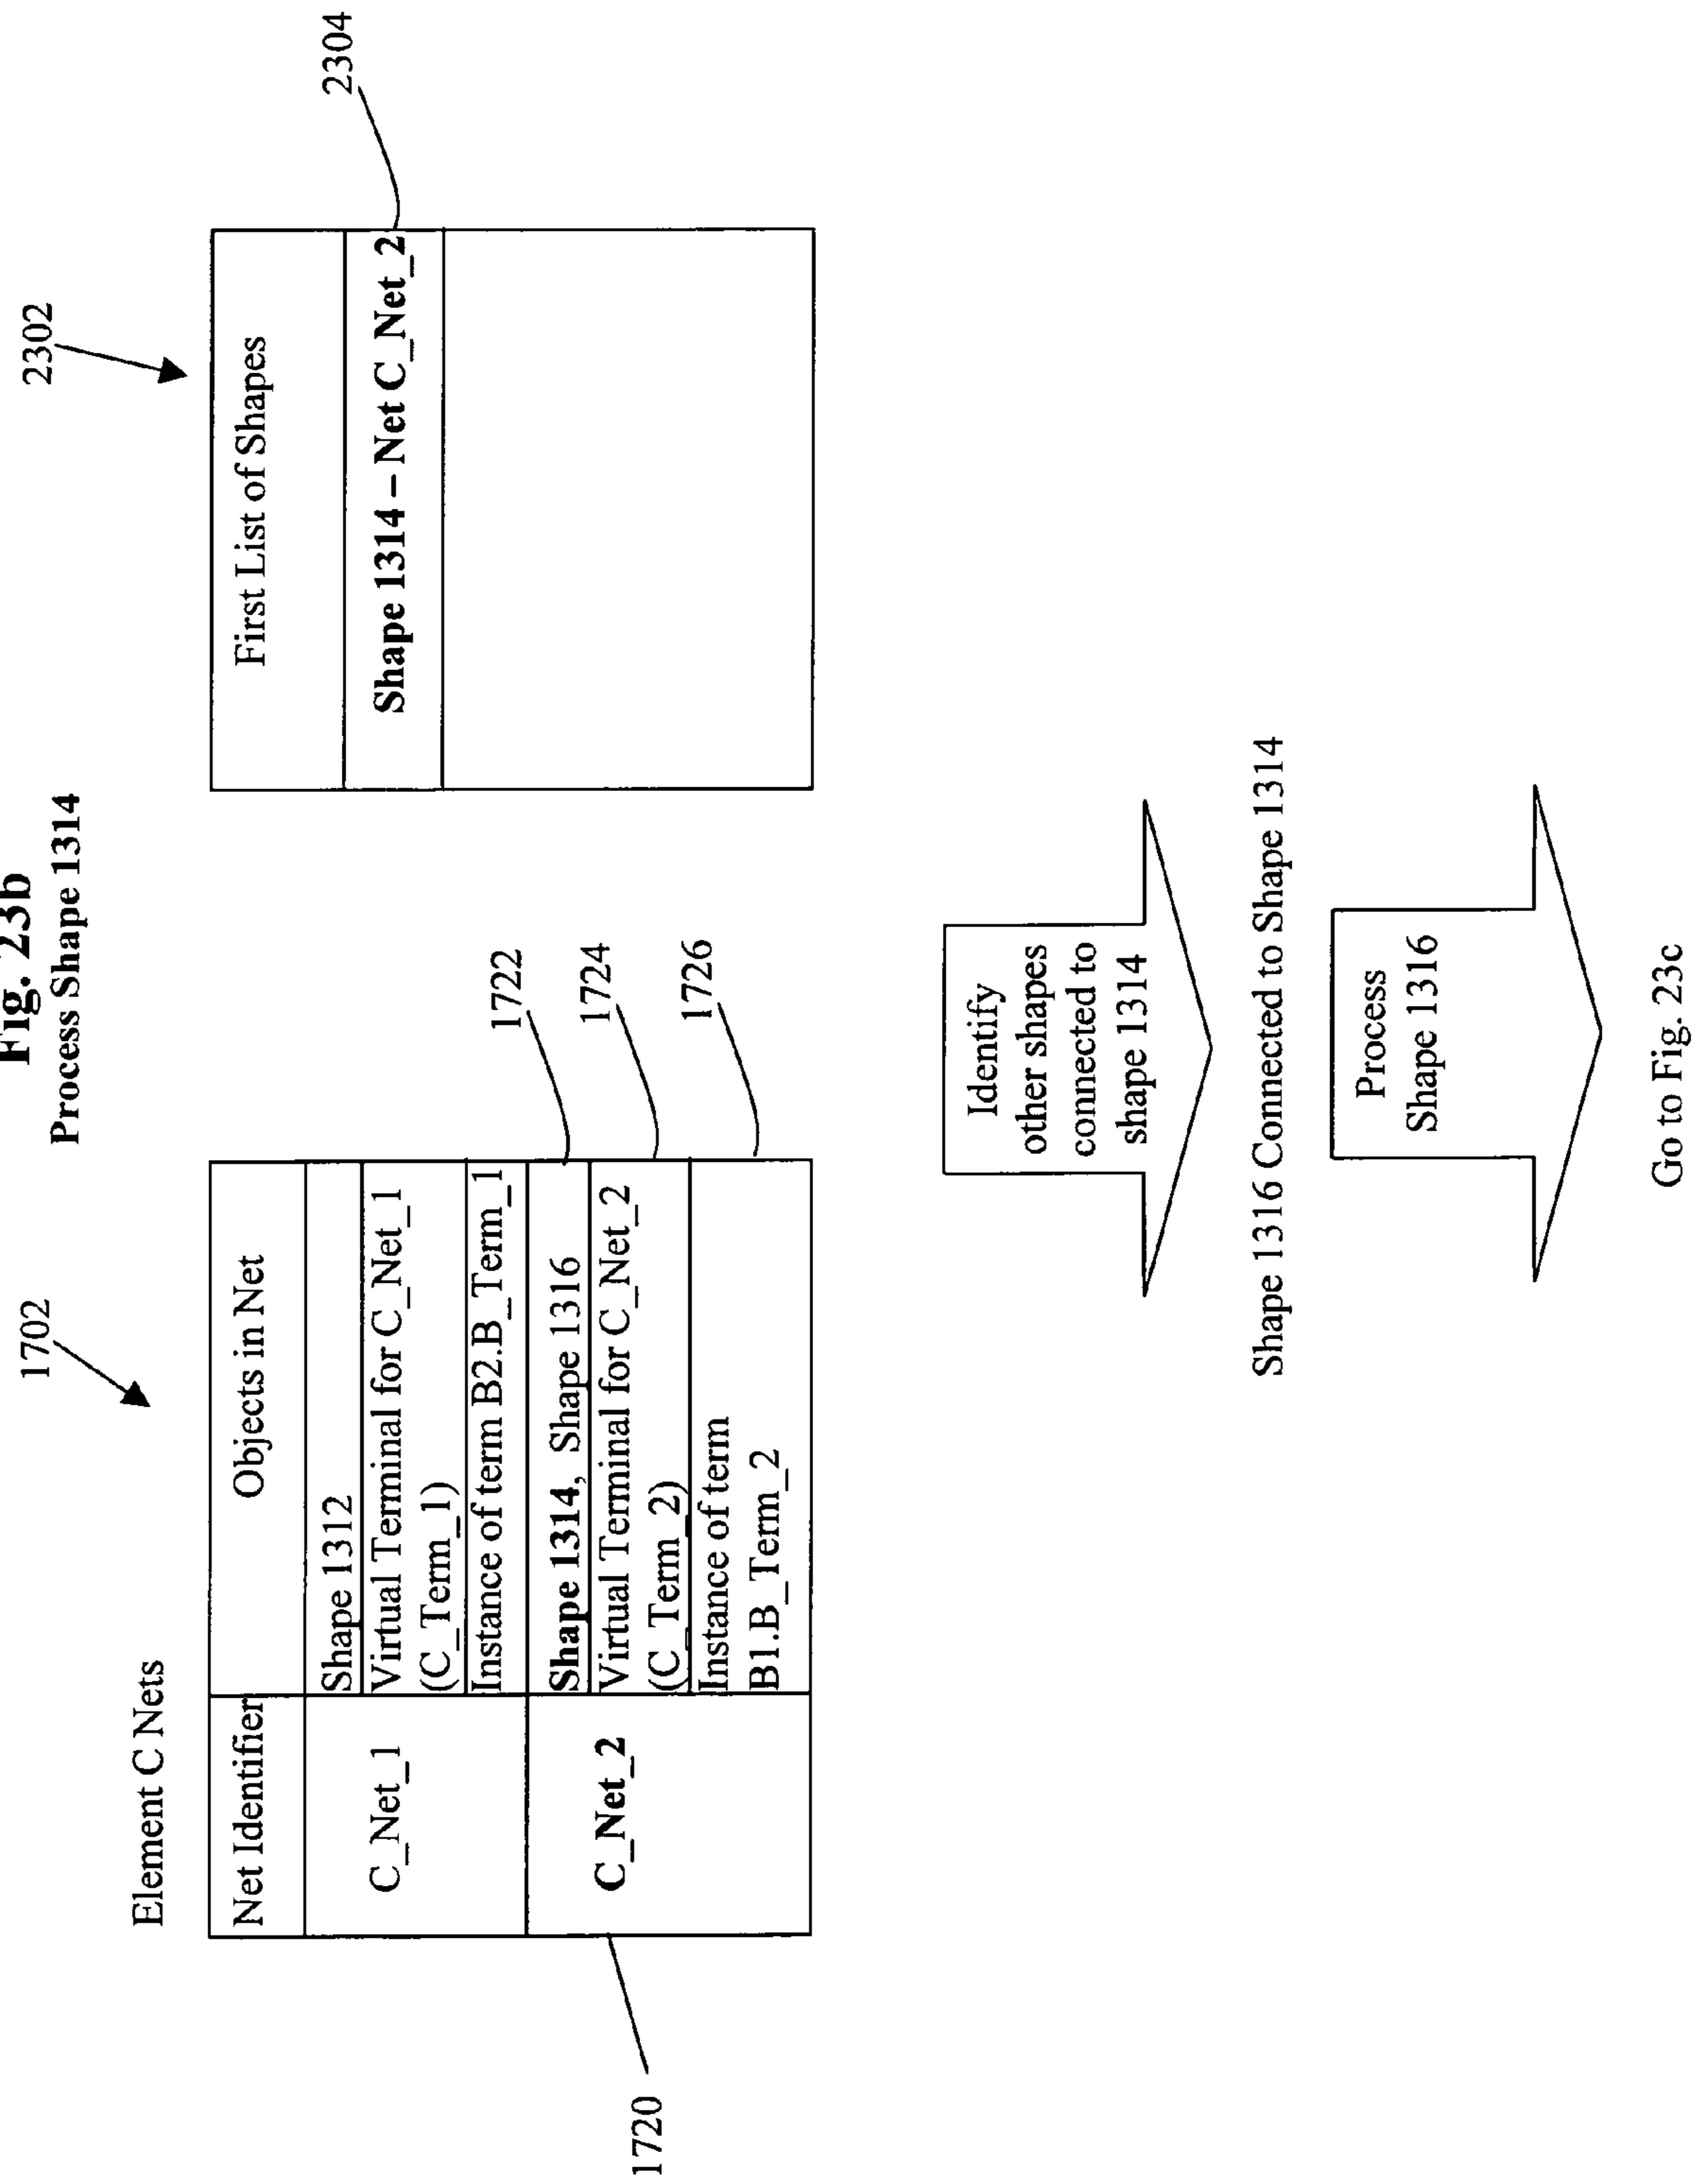 Fig. 23b
Process Shape 1314
1702
Element C Nets
Net Identifier
Objects in Net
C_Net_1
Shape 1312
Virtual Terminal for C_Net_1
(C_Term_1)
Instance of term B2.B_Term_1
C_Net_2
Shape 1314, Shape 1316
Virtual Terminal for C_Net_2
(C_Term_2)
Instance of term
B1.B_Term_2
1720
1722
1724
1726
2302
First List of Shapes
Shape 1314 – Net C_Net_2
2304
Identify
other shapes
connected to
shape 1314
Shape 1316 Connected to Shape 1314
Process
Shape 1316
Go to Fig. 23c